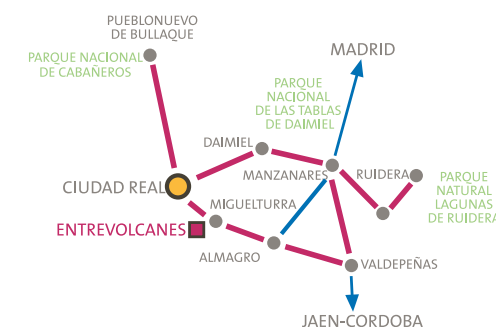 PUEBLONUEVO
DE BULLAQUE
PARQUE NACIONAL
DE CABAÑEROS
MADRID
PARQUE
NACIONAL
DE LAS TABLAS
DE DAIMIEL
DAIMIEL
MANZANARES
RUIDERA
PARQUE
NATURAL
LAGUNAS
DE RUIDERA
CIUDAD REAL
MIGUELTURRA
ENTREVOLCANES
ALMAGRO
VALDEPEÑAS
JAEN-CORDOBA